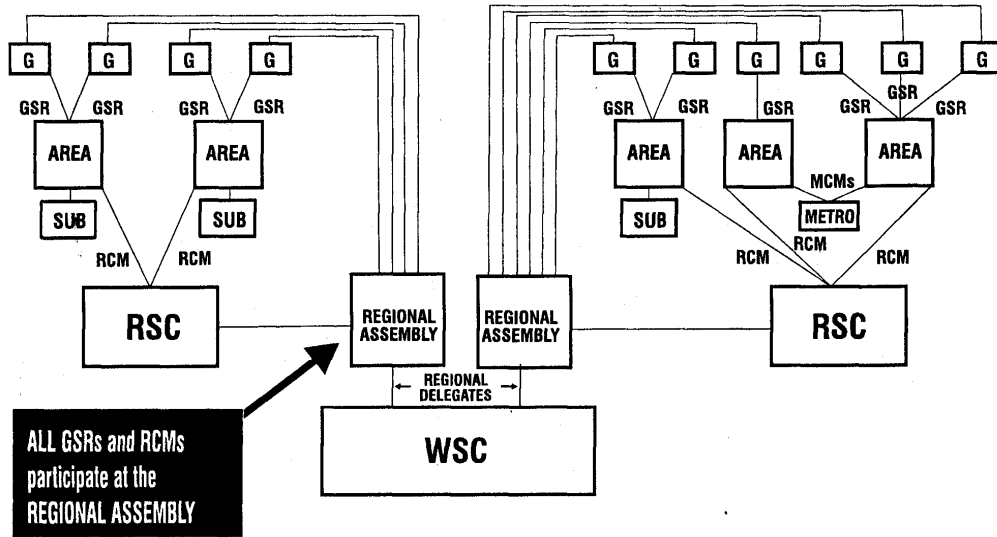 G G G G G G G G G G
GSR GSR GSR GSR GSR GSR GSR GSR GSR GSR
AREA AREA AREA AREA AREA
MCMs
SUB SUB SUB METRO
RCM RCM RCM RCM RCM
RSC
REGIONAL
ASSEMBLY
REGIONAL
ASSEMBLY
RSC
← REGIONAL →
DELEGATES
WSC
ALL GSRs and RCMs
participate at the
REGIONAL ASSEMBLY